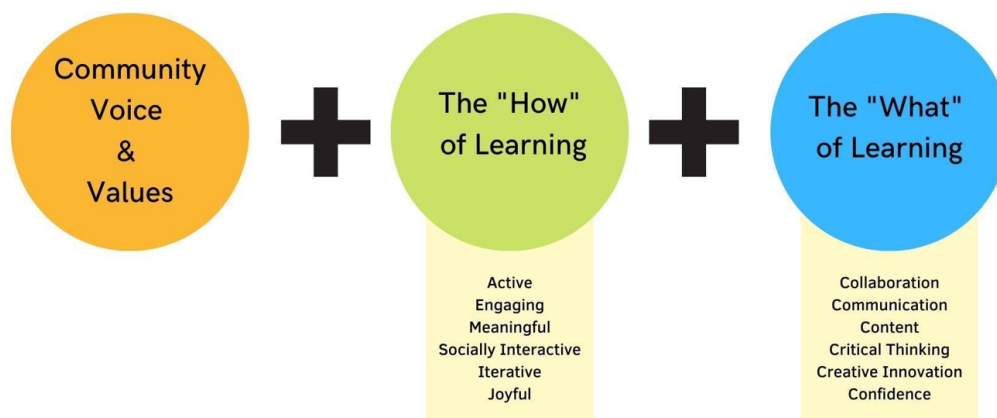 Community
Voice
&
Values
The "How"
of Learning
Active
Engaging
Meaningful
Socially Interactive
Iterative
Joyful
The "What"
of Learning
Collaboration
Communication
Content
Critical Thinking
Creative Innovation
Confidence